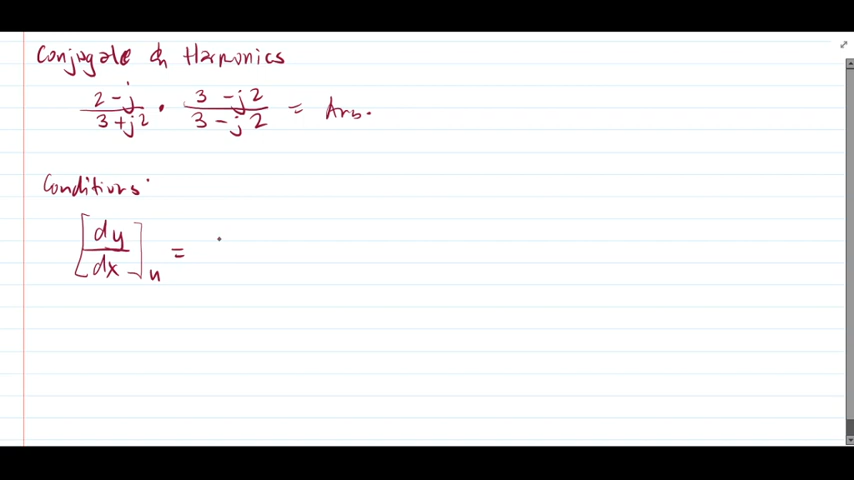 Conjugate & Harmonics
2 - j / 3 + j2 · 3 - j2 / 3 - j2 = Ans.
Conditions:
[dy/dx]u =